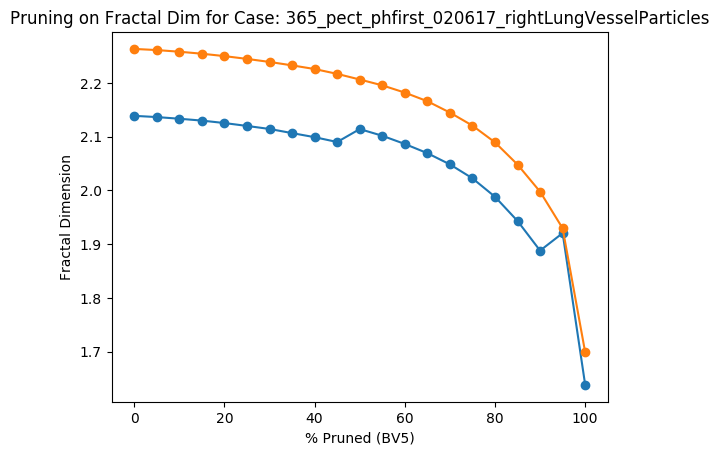 Pruning on Fractal Dim for Case: 365_pect_phfirst_020617_rightLungVesselParticles
2.2
2.1
2.0
1.9
1.8
1.7
Fractal Dimension
0 20 40 60 80 100
% Pruned (BV5)